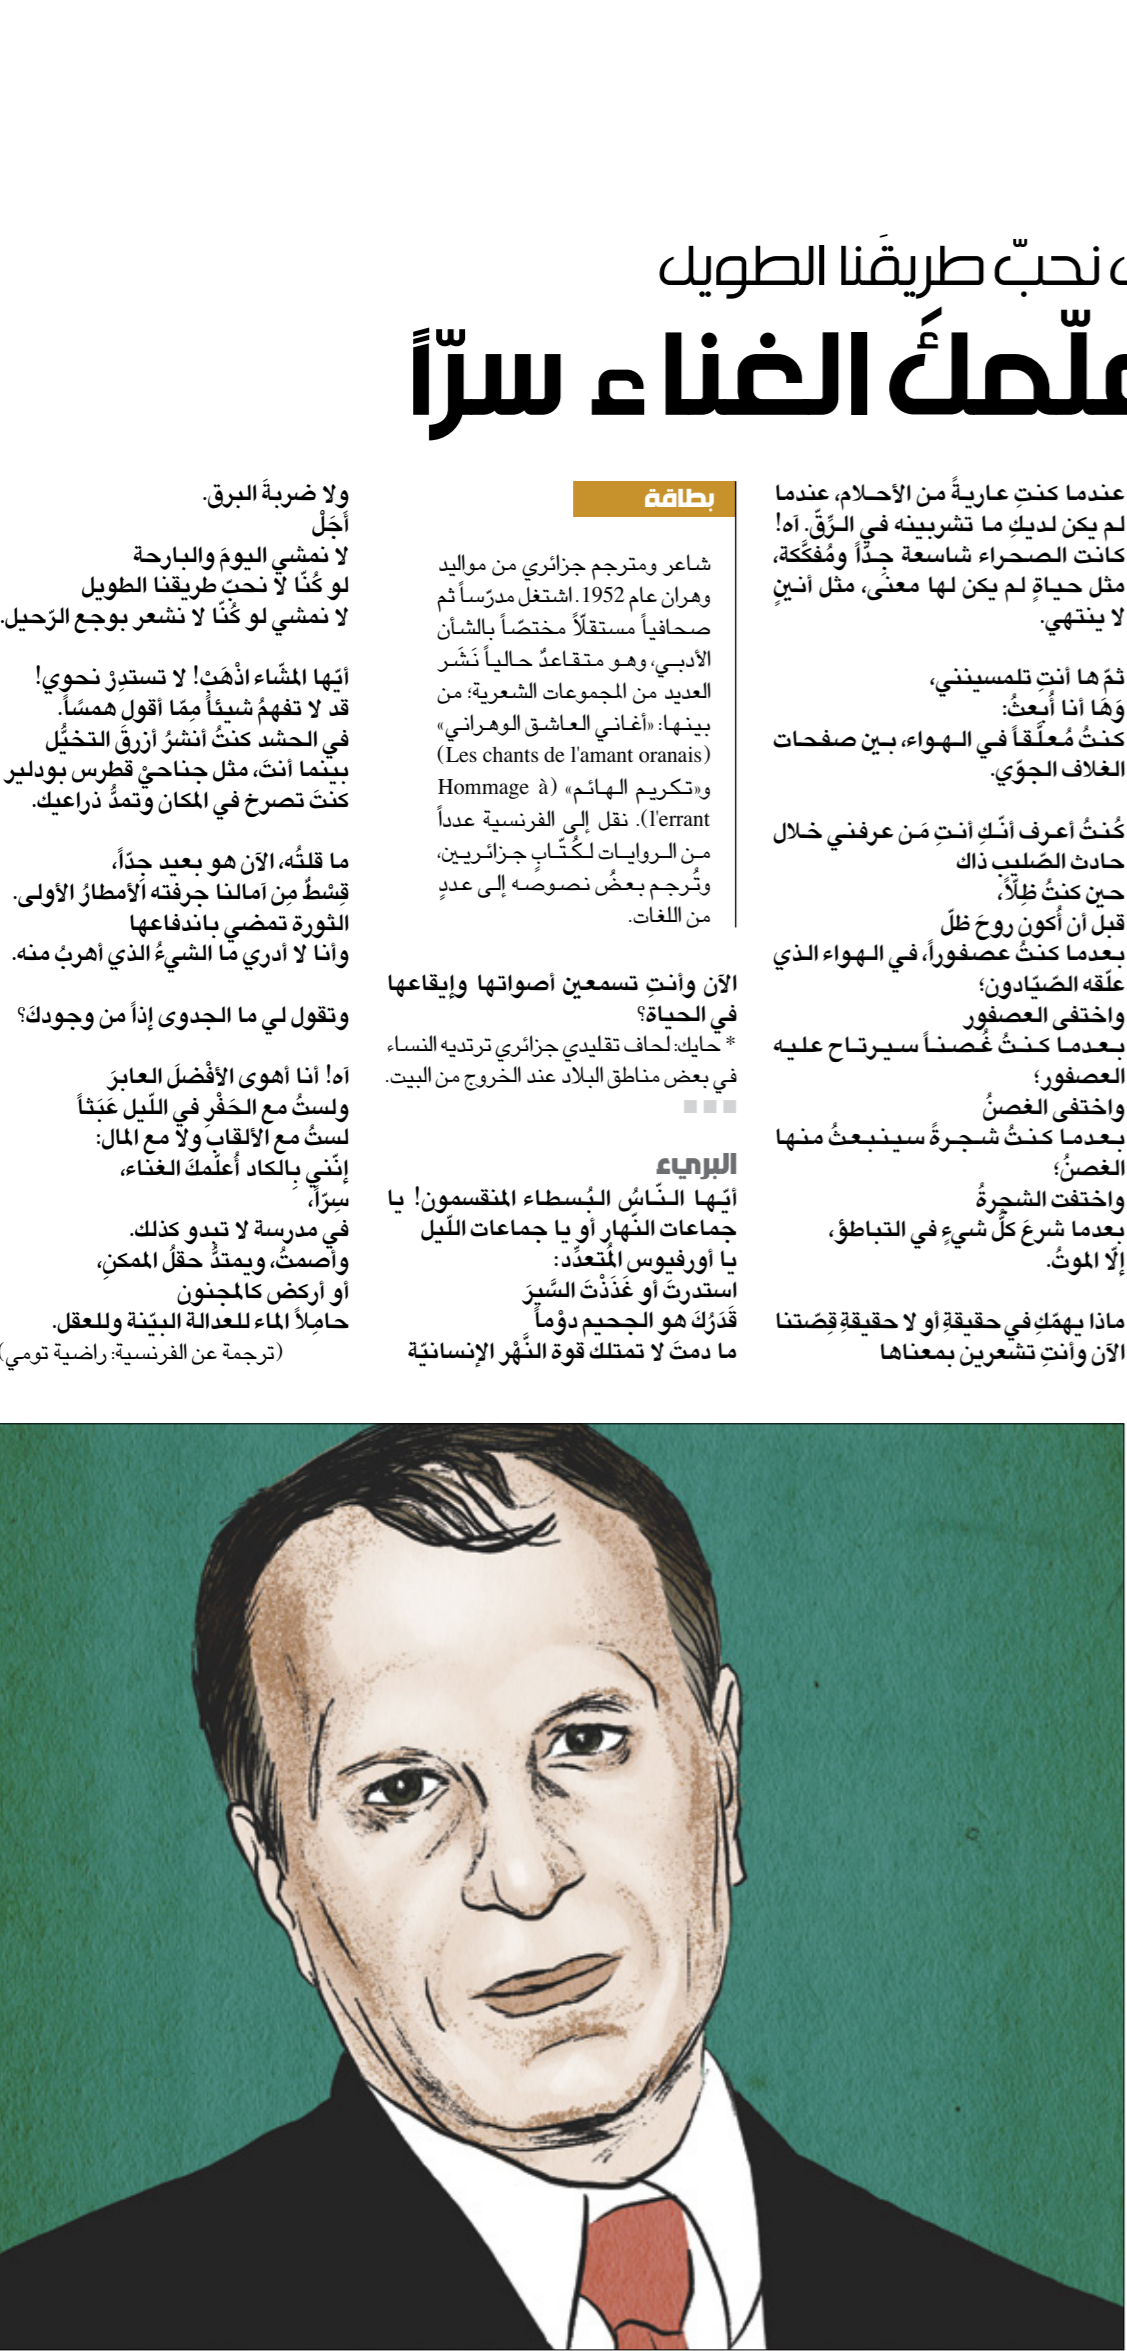 نحبّ طريقَنا الطويل
الغناء سرّاً
عندما كنتِ عاريةً من الأحلام، عندما
لم يكن لديكِ ما تشربينه في الرِّقّ. آه!
كانت الصحراء شاسعة جِدّاً ومُفكَّكة،
مثل حياةٍ لم يكن لها معنًى، مثل أنينٍ
لا ينتهي.
ثمّ ها أنتِ تلمسينني،
وَهَا أنا أُبعثُ:
كنتُ مُعلَّقاً في الهواء، بين صفحات
الغلاف الجوّي.
كُنتُ أعرف أنّكِ أنتِ مَن عرفني خلال
حادث الصّليب ذاك
حين كنتُ ظِلّاً،
قبل أن أكون روحَ ظلّ
بعدما كنتُ عصفوراً، في الهواء الذي
علّقه الصّيّادون؛
واختفى العصفور
بعدما كنتُ غُصناً سيرتاح عليه
العصفور؛
واختفى الغصنُ
بعدما كنتُ شجرةً سينبعثُ منها
الغصنُ؛
واختفت الشجرةُ
بعدما شرعَ كلُّ شيءٍ في التباطؤ،
إلّا الموتُ.
ماذا يهمّكِ في حقيقةِ أو لا حقيقةِ قِصّتنا
الآن وأنتِ تشعرين بمعناها
بطاقة
شاعر ومترجم جزائري من مواليد
وهران عام 1952. اشتغل مدرّساً ثم
صحافياً مستقلّاً مختصّاً بالشأن
الأدبي، وهو متقاعدٌ حالياً نَشَر
العديد من المجموعات الشعرية؛ من
بينها: «أغاني العاشق الوهراني»
(Les chants de l'amant oranais)
و«تكريم الهائم» (Hommage à
l'errant). نقل إلى الفرنسية عدداً
من الروايات لكُتّابٍ جزائريين،
وتُرجم بعضُ نصوصه إلى عددٍ
من اللغات.
الآن وأنتِ تسمعين أصواتها وإيقاعها
في الحياة؟
* حايك: لحاف تقليدي جزائري ترتديه النساء
في بعض مناطق البلاد عند الخروج من البيت.
البريء
أيّها النّاسُ البُسطاء المنقسمون! يا
جماعات النّهار أو يا جماعات اللّيل
يا أورفيوس المُتعدِّد:
استدرتَ أو غَذَذْتَ السَّيرَ
قَدَرُكَ هو الجحيم دوْماً
ما دمتَ لا تمتلك قوة النَّهْر الإنسانيّة
ولا ضربةَ البرق.
أَجَلْ
لا نمشي اليومَ والبارحة
لو كُنّا لا نحبّ طريقنا الطويل
لا نمشي لو كُنّا لا نشعر بوجع الرّحيل.
أيّها المشّاء اذْهَبْ! لا تستدِرْ نحوي!
قد لا تفهمُ شيئاً مِمّا أقول همسًاً.
في الحشد كنتُ أنشرُ أزرقَ التخيُّل
بينما أنتَ، مثل جناحيْ قطرس بودلير
كنتَ تصرخ في المكان وتمدُّ ذراعيك.
ما قلتُه، الآن هو بعيد جِدّاً،
قِسْطٌ مِن آمالنا جرفته الأمطارُ الأولى.
الثورة تمضي باندفاعها
وأنا لا أدري ما الشيءُ الذي أهربُ منه.
وتقول لي ما الجدوى إذاً من وجودكَ؟
آه! أنا أهوى الأفْضلَ العابرَ
ولستُ مع الحَفْرِ في اللّيل عَبَثاً
لستُ مع الألقاب ولا مع المال:
إنّني بِالكاد أُعلّمكَ الغناء،
سِرّاً،
في مدرسة لا تبدو كذلك.
وأصمتُ، ويمتدُّ حقلُ الممكنِ،
أو أركض كالمجنون
حامِلاً الماء للعدالة البيّنة وللعقل.
(ترجمة عن الفرنسية: راضية تومي)